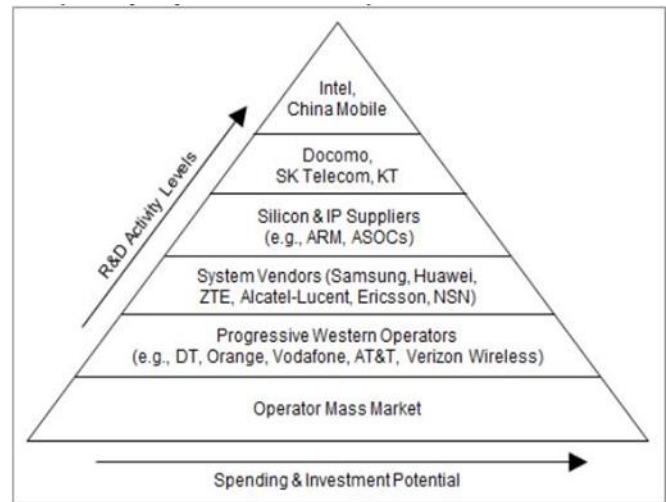 Intel,
China Mobile
Docomo,
SK Telecom, KT
Silicon & IP Suppliers
(e.g., ARM, ASOCs)
System Vendors (Samsung, Huawei,
ZTE, Alcatel-Lucent, Ericsson, NSN)
Progressive Western Operators
(e.g., DT, Orange, Vodafone, AT&T, Verizon Wireless)
Operator Mass Market
R&D Activity Levels
Spending & Investment Potential